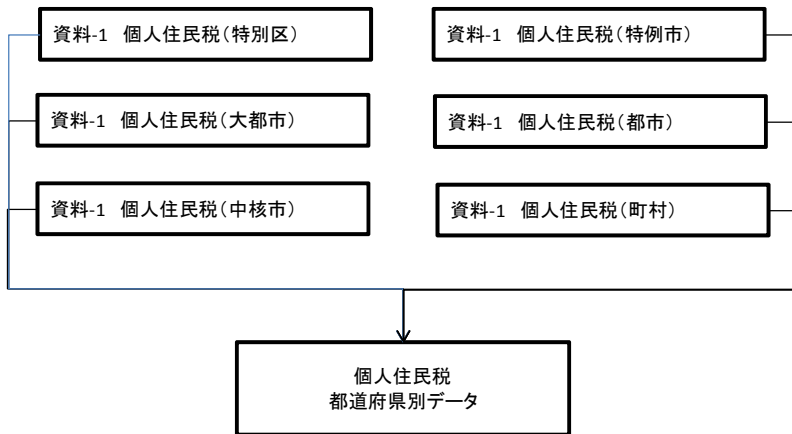 資料-1 個人住民税(特別区)
資料-1 個人住民税(大都市)
資料-1 個人住民税(中核市)
資料-1 個人住民税(特例市)
資料-1 個人住民税(都市)
資料-1 個人住民税(町村)
個人住民税
都道府県別データ